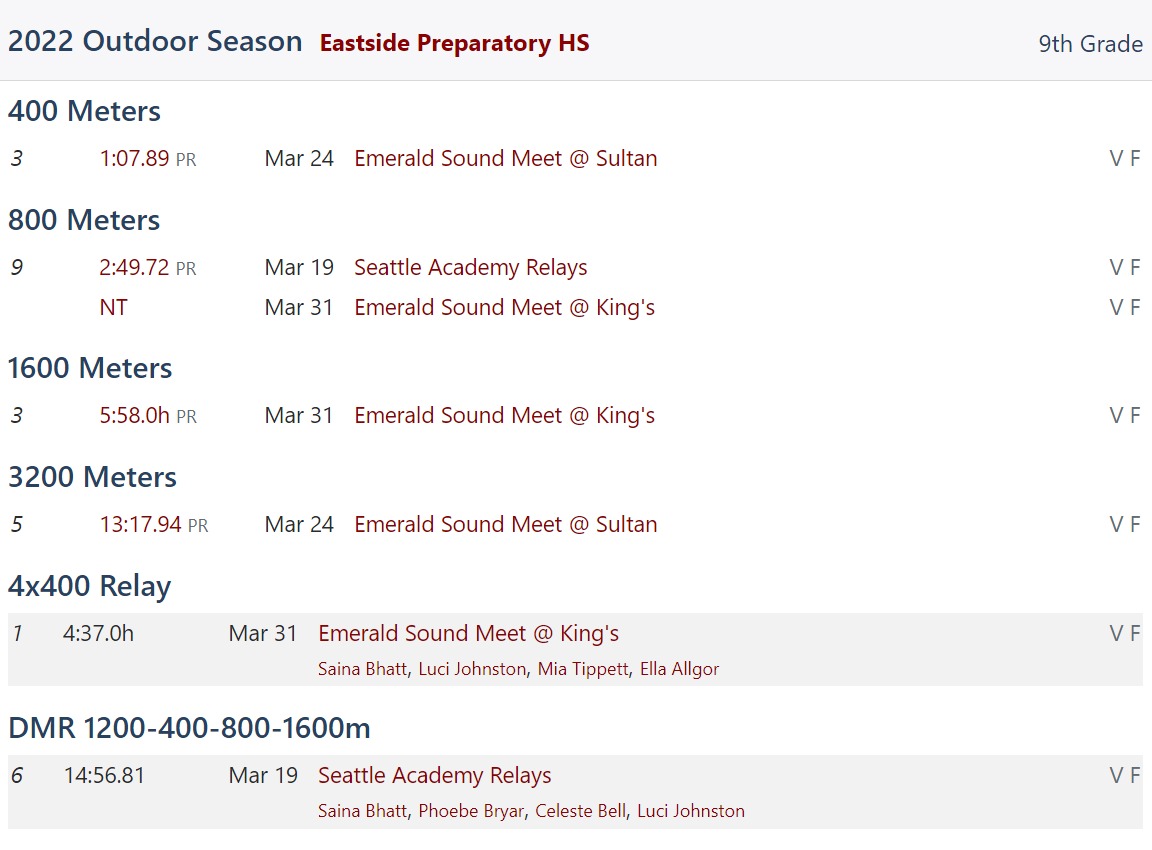 2022 Outdoor Season Eastside Preparatory HS 9th Grade
400 Meters
3 1:07.89 PR Mar 24 Emerald Sound Meet @ Sultan V F
800 Meters
9 2:49.72 PR Mar 19 Seattle Academy Relays V F
NT Mar 31 Emerald Sound Meet @ King's V F
1600 Meters
3 5:58.0h PR Mar 31 Emerald Sound Meet @ King's V F
3200 Meters
5 13:17.94 PR Mar 24 Emerald Sound Meet @ Sultan V F
4x400 Relay
1 4:37.0h Mar 31 Emerald Sound Meet @ King's V F
Saina Bhatt, Luci Johnston, Mia Tippett, Ella Allgor
DMR 1200-400-800-1600m
6 14:56.81 Mar 19 Seattle Academy Relays V F
Saina Bhatt, Phoebe Bryar, Celeste Bell, Luci Johnston